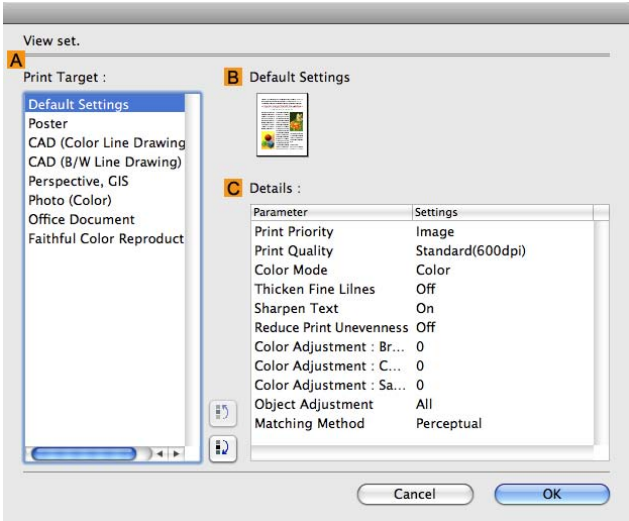 View set.
A
Print Target :
Default Settings
Poster
CAD (Color Line Drawing
CAD (B/W Line Drawing)
Perspective, GIS
Photo (Color)
Office Document
Faithful Color Reproduct
B Default Settings
C Details :
Parameter Settings
Print Priority Image
Print Quality Standard(600dpi)
Color Mode Color
Thicken Fine Lilnes Off
Sharpen Text On
Reduce Print Unevenness Off
Color Adjustment : Br... 0
Color Adjustment : C... 0
Color Adjustment : Sa... 0
Object Adjustment All
Matching Method Perceptual
Cancel OK